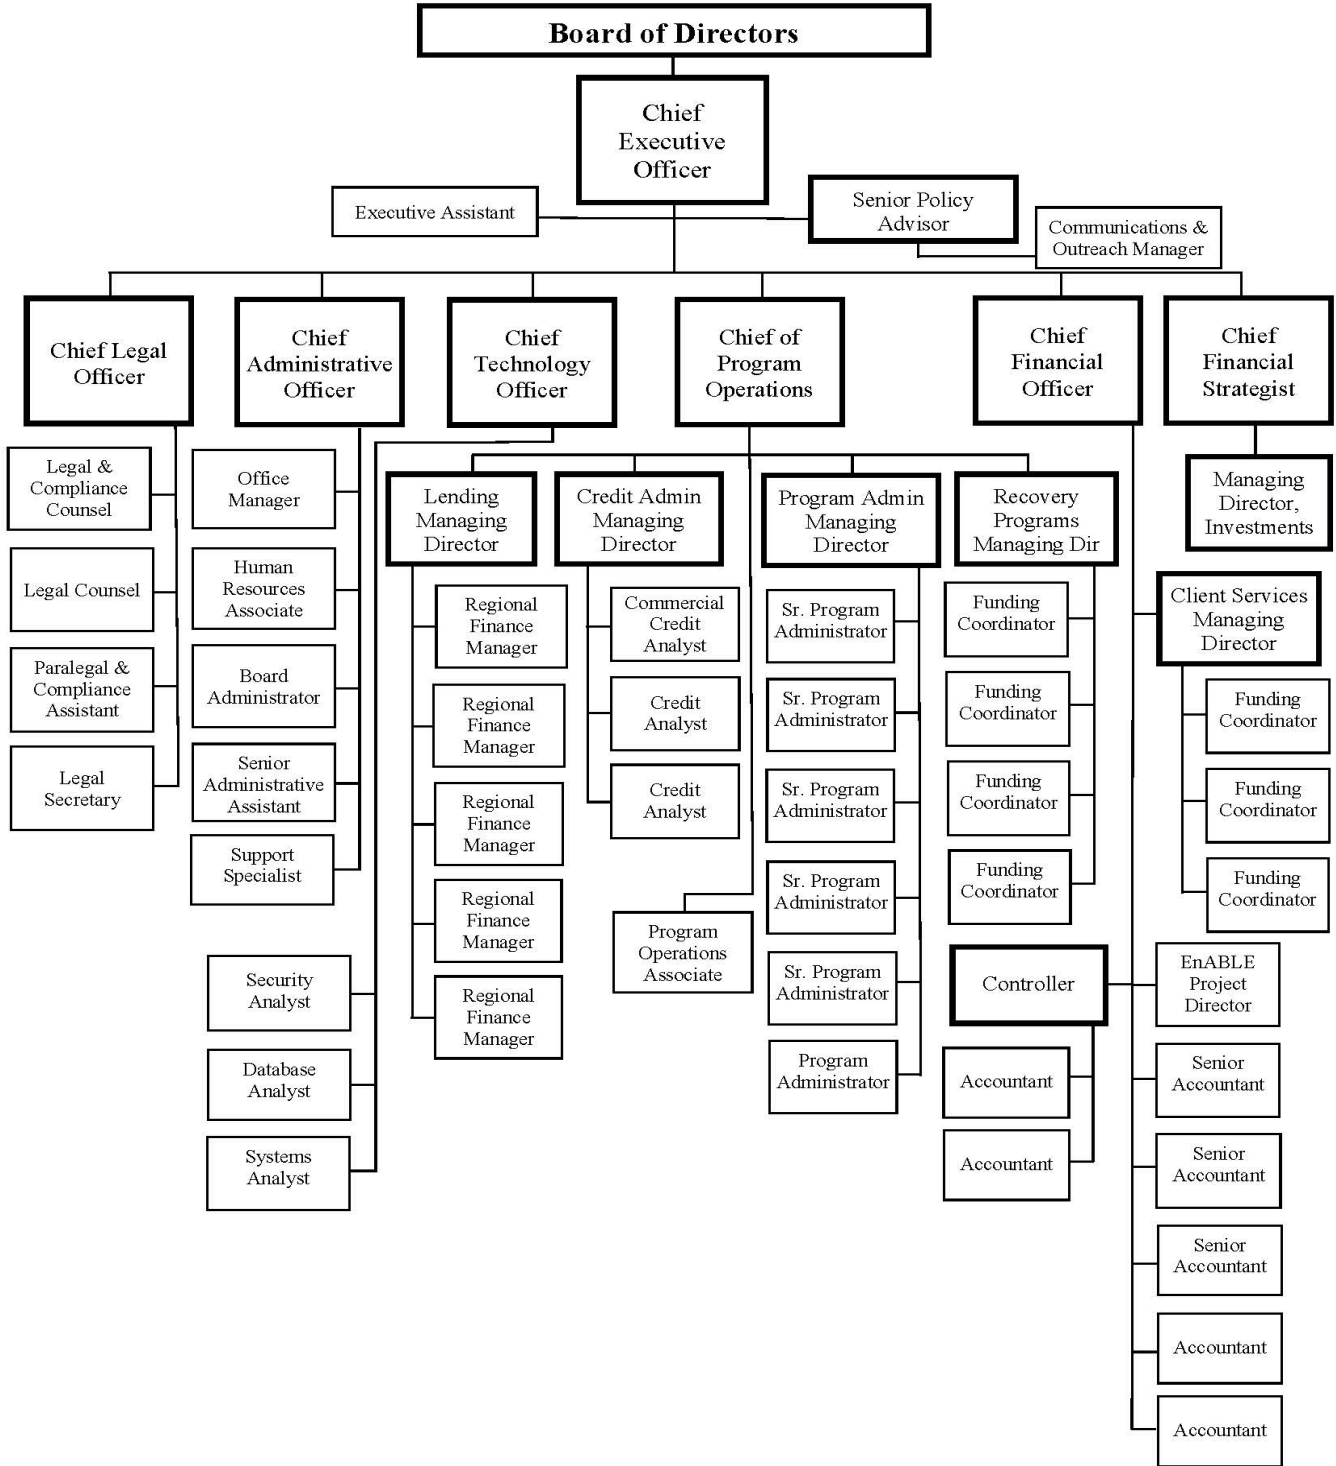 Board of Directors
Chief
Executive
Officer
Executive Assistant
Senior Policy
Advisor
Communications &
Outreach Manager
Chief Legal
Officer
Chief
Administrative
Officer
Chief
Technology
Officer
Chief of
Program
Operations
Chief
Financial
Officer
Chief
Financial
Strategist
Legal &
Compliance
Counsel
Legal Counsel
Paralegal &
Compliance
Assistant
Legal
Secretary
Office
Manager
Human
Resources
Associate
Board
Administrator
Senior
Administrative
Assistant
Support
Specialist
Security
Analyst
Database
Analyst
Systems
Analyst
Lending
Managing
Director
Regional
Finance
Manager
Regional
Finance
Manager
Regional
Finance
Manager
Regional
Finance
Manager
Regional
Finance
Manager
Credit Admin
Managing
Director
Commercial
Credit
Analyst
Credit
Analyst
Credit
Analyst
Program
Operations
Associate
Program Admin
Managing
Director
Sr. Program
Administrator
Sr. Program
Administrator
Sr. Program
Administrator
Sr. Program
Administrator
Sr. Program
Administrator
Program
Administrator
Recovery
Programs
Managing Dir
Funding
Coordinator
Funding
Coordinator
Funding
Coordinator
Funding
Coordinator
Controller
Accountant
Accountant
Managing
Director,
Investments
Client Services
Managing
Director
Funding
Coordinator
Funding
Coordinator
Funding
Coordinator
EnABLE
Project
Director
Senior
Accountant
Senior
Accountant
Senior
Accountant
Accountant
Accountant